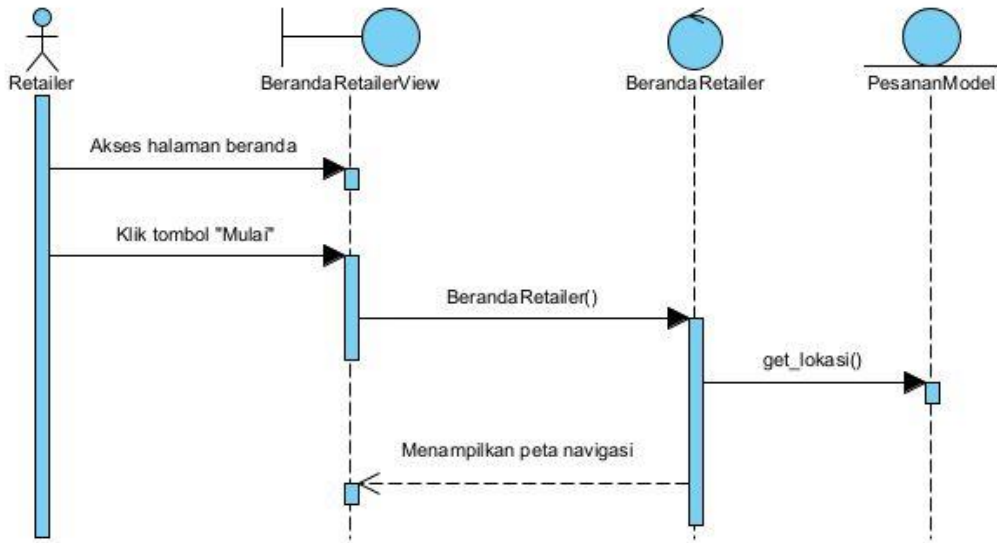 Retailer
BerandaRetailerView
BerandaRetailer
PesananModel
Akses halaman beranda
Klik tombol "Mulai"
BerandaRetailer()
get_lokasi()
Menampilkan peta navigasi